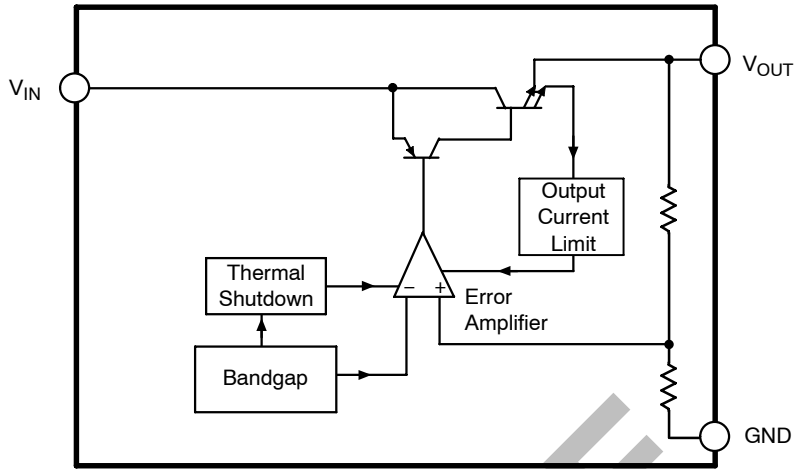 V_IN
V_OUT
Output
Current
Limit
Thermal
Shutdown
− +
Error
Amplifier
Bandgap
GND